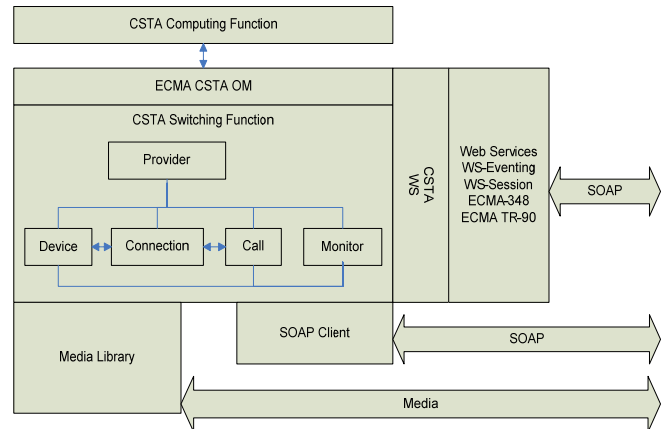 CSTA Computing Function
ECMA CSTA OM
CSTA Switching Function
Provider
Device
Connection
Call
Monitor
CSTA
WS
Web Services
WS-Eventing
WS-Session
ECMA-348
ECMA TR-90
SOAP
Media Library
SOAP Client
SOAP
Media